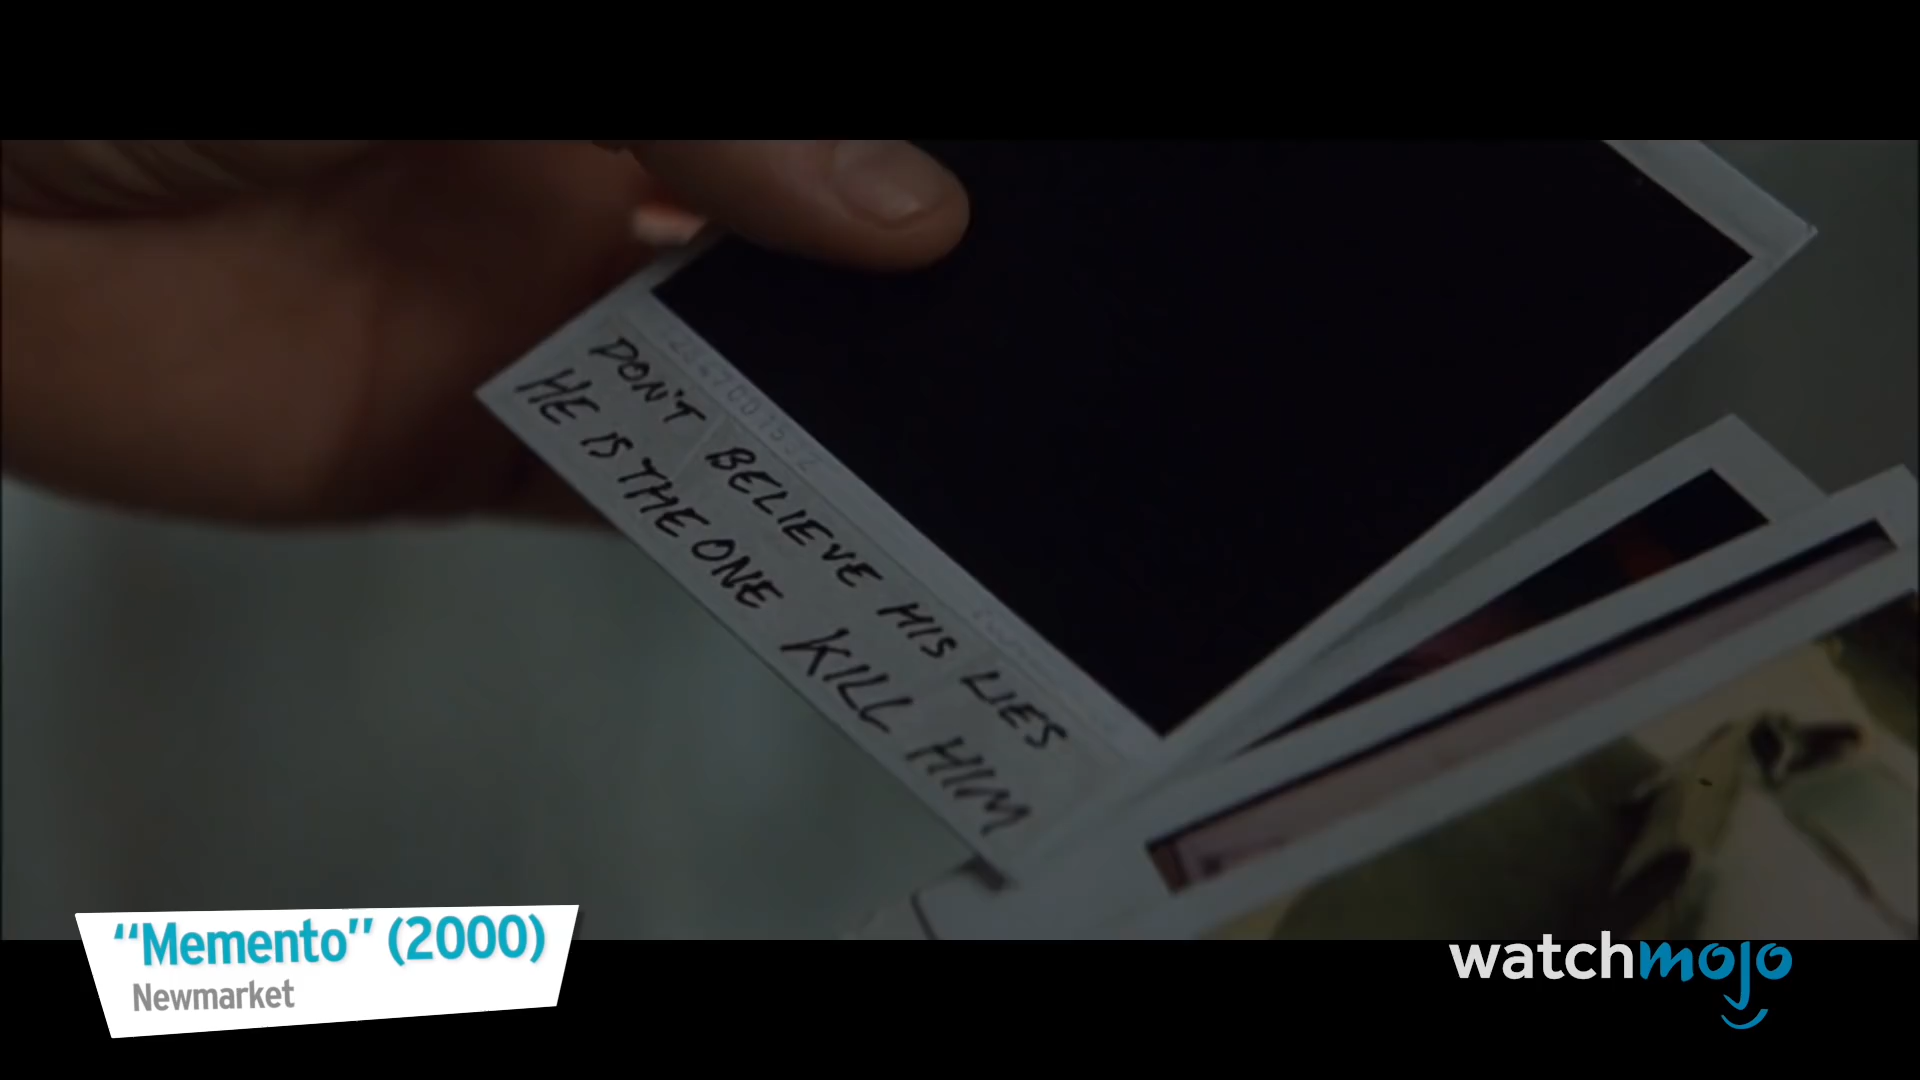 DON'T BELIEVE HIS LIES
HE IS THE ONE KILL HIM
"Memento" (2000)
Newmarket
watchmojo